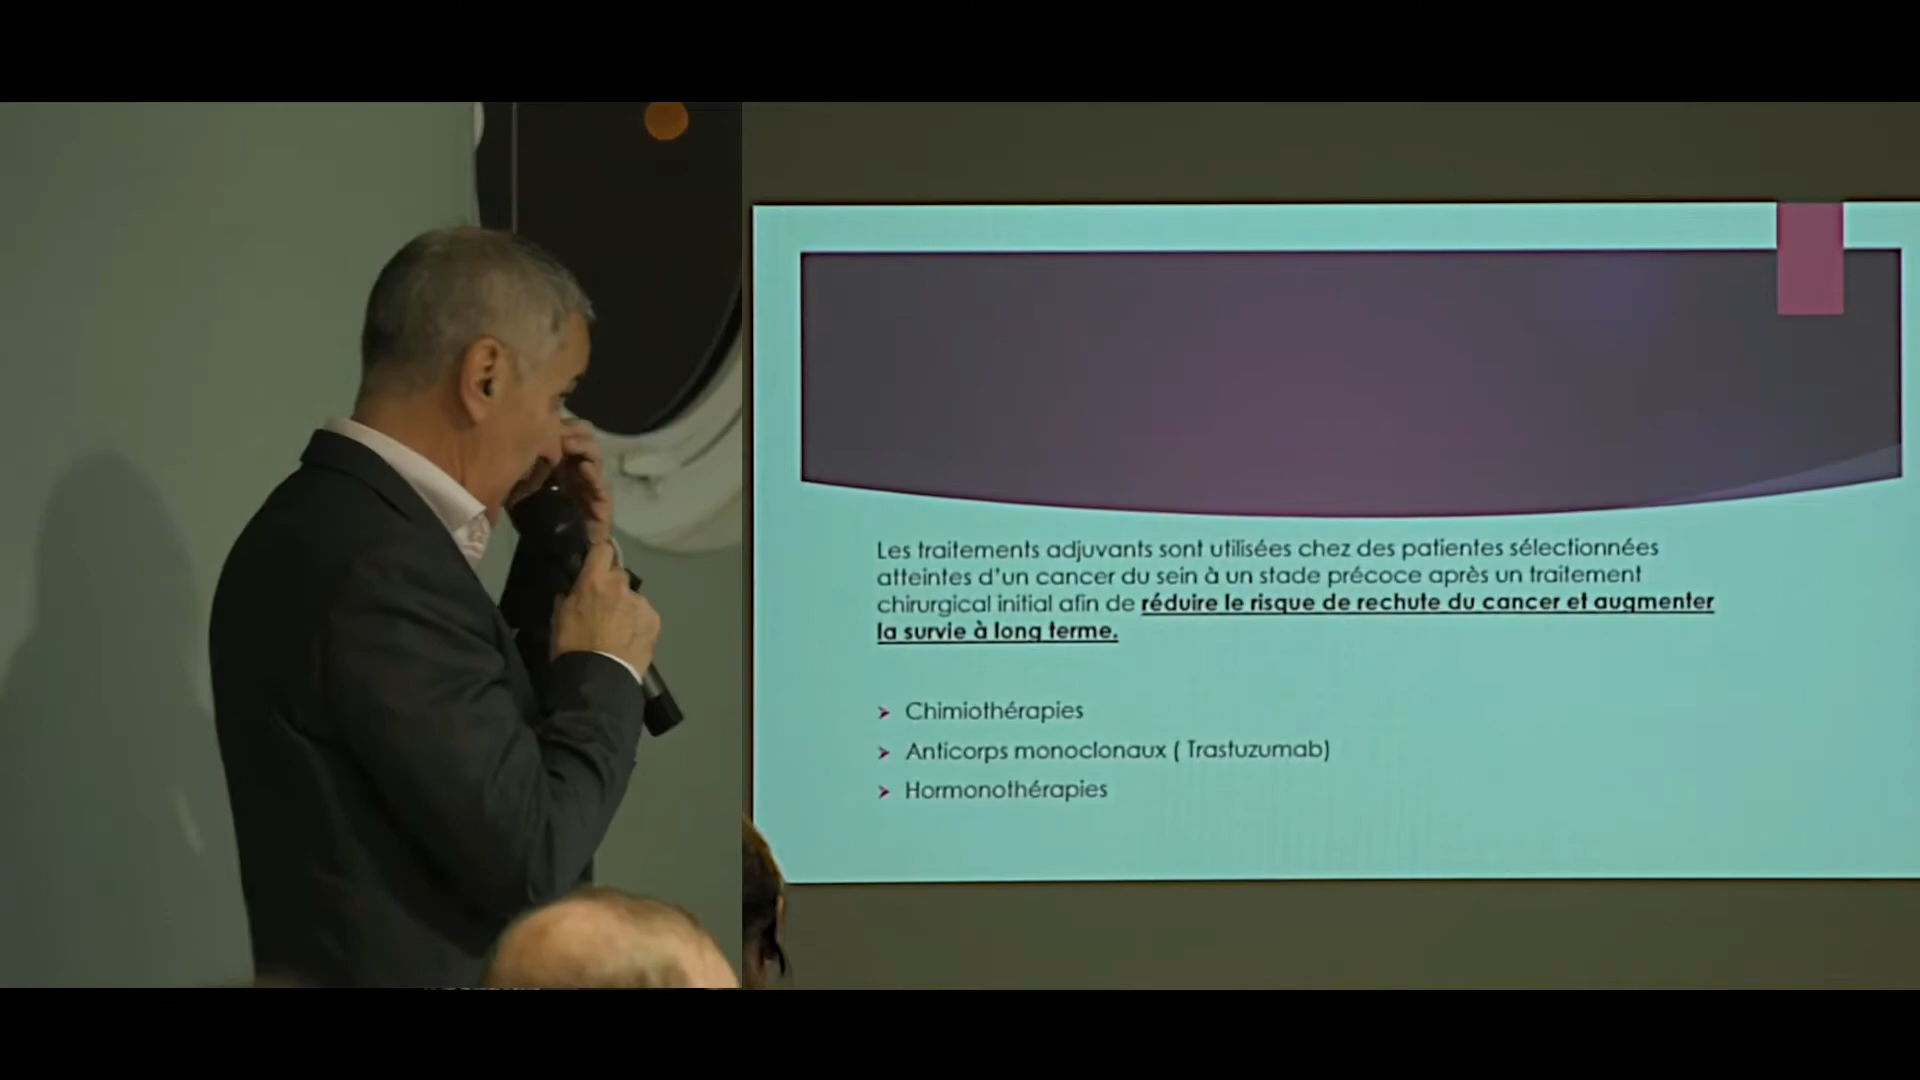 Les traitements adjuvants sont utilisées chez des patientes sélectionnées
atteintes d'un cancer du sein à un stade précoce après un traitement
chirurgical initial afin de réduire le risque de rechute du cancer et augmenter
la survie à long terme.
➢ Chimiothérapies
➢ Anticorps monoclonaux ( Trastuzumab)
➢ Hormonothérapies